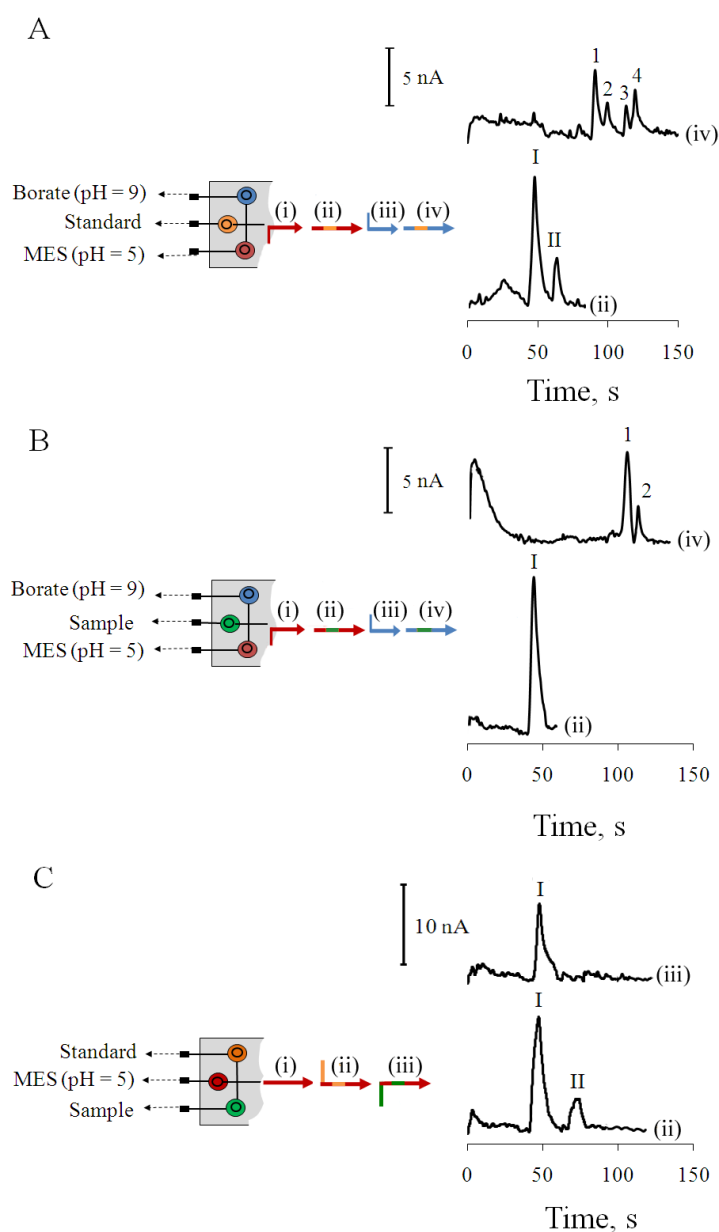 A
5 nA
1
2
3
4
(iv)
I
II
(ii)
Borate (pH = 9)
Standard
MES (pH = 5)
(i)
(ii)
(iii)
(iv)
0 50 100 150
Time, s
B
5 nA
1
2
(iv)
I
(ii)
Borate (pH = 9)
Sample
MES (pH = 5)
(i)
(ii)
(iii)
(iv)
0 50 100 150
Time, s
C
10 nA
I
(iii)
I
II
(ii)
Standard
MES (pH = 5)
Sample
(i)
(ii)
(iii)
0 50 100 150
Time, s